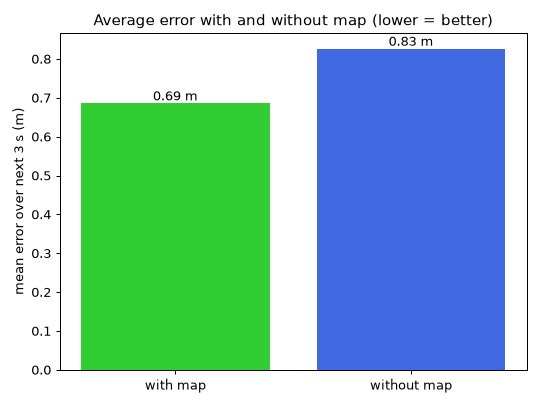 Average error with and without map (lower = better)
mean error over next 3 s (m)
0.8
0.7
0.6
0.5
0.4
0.3
0.2
0.1
0.0
0.69 m
0.83 m
with map
without map